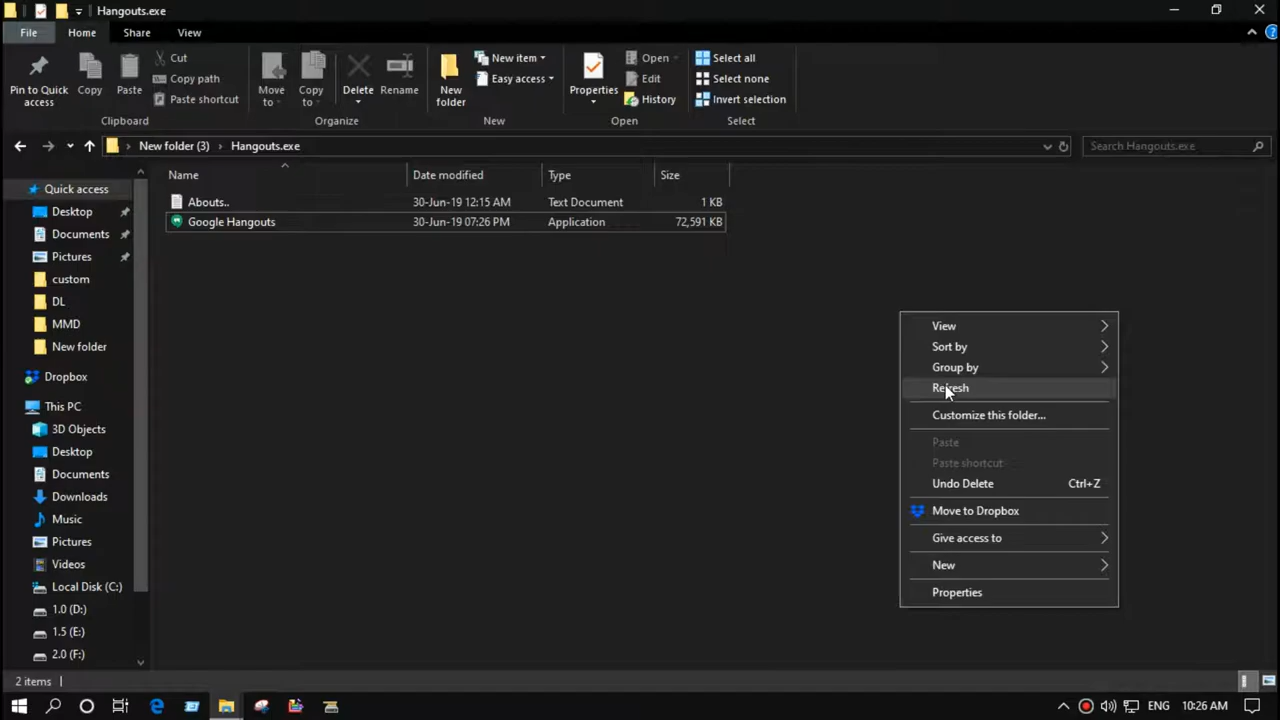 Hangouts.exe
File Home Share View
Pin to Quick access
Copy
Paste
Cut
Copy path
Paste shortcut
Clipboard
Move to
Copy to
Delete
Rename
Organize
New folder
New item
Easy access
New
Properties
Open
Edit
History
Open
Select all
Select none
Invert selection
Select
New folder (3) Hangouts.exe
Search Hangouts.exe
Name Date modified Type Size
Abouts.. 30-Jun-19 12:15 AM Text Document 1 KB
Google Hangouts 30-Jun-19 07:26 PM Application 72,591 KB
Quick access
Desktop
Documents
Pictures
custom
DL
MMD
New folder
Dropbox
This PC
3D Objects
Desktop
Documents
Downloads
Music
Pictures
Videos
Local Disk (C:)
1.0 (D:)
1.5 (E:)
2.0 (F:)
View
Sort by
Group by
Refresh
Customize this folder...
Paste
Paste shortcut
Undo Delete Ctrl+Z
Move to Dropbox
Give access to
New
Properties
2 items
ENG 10:26 AM